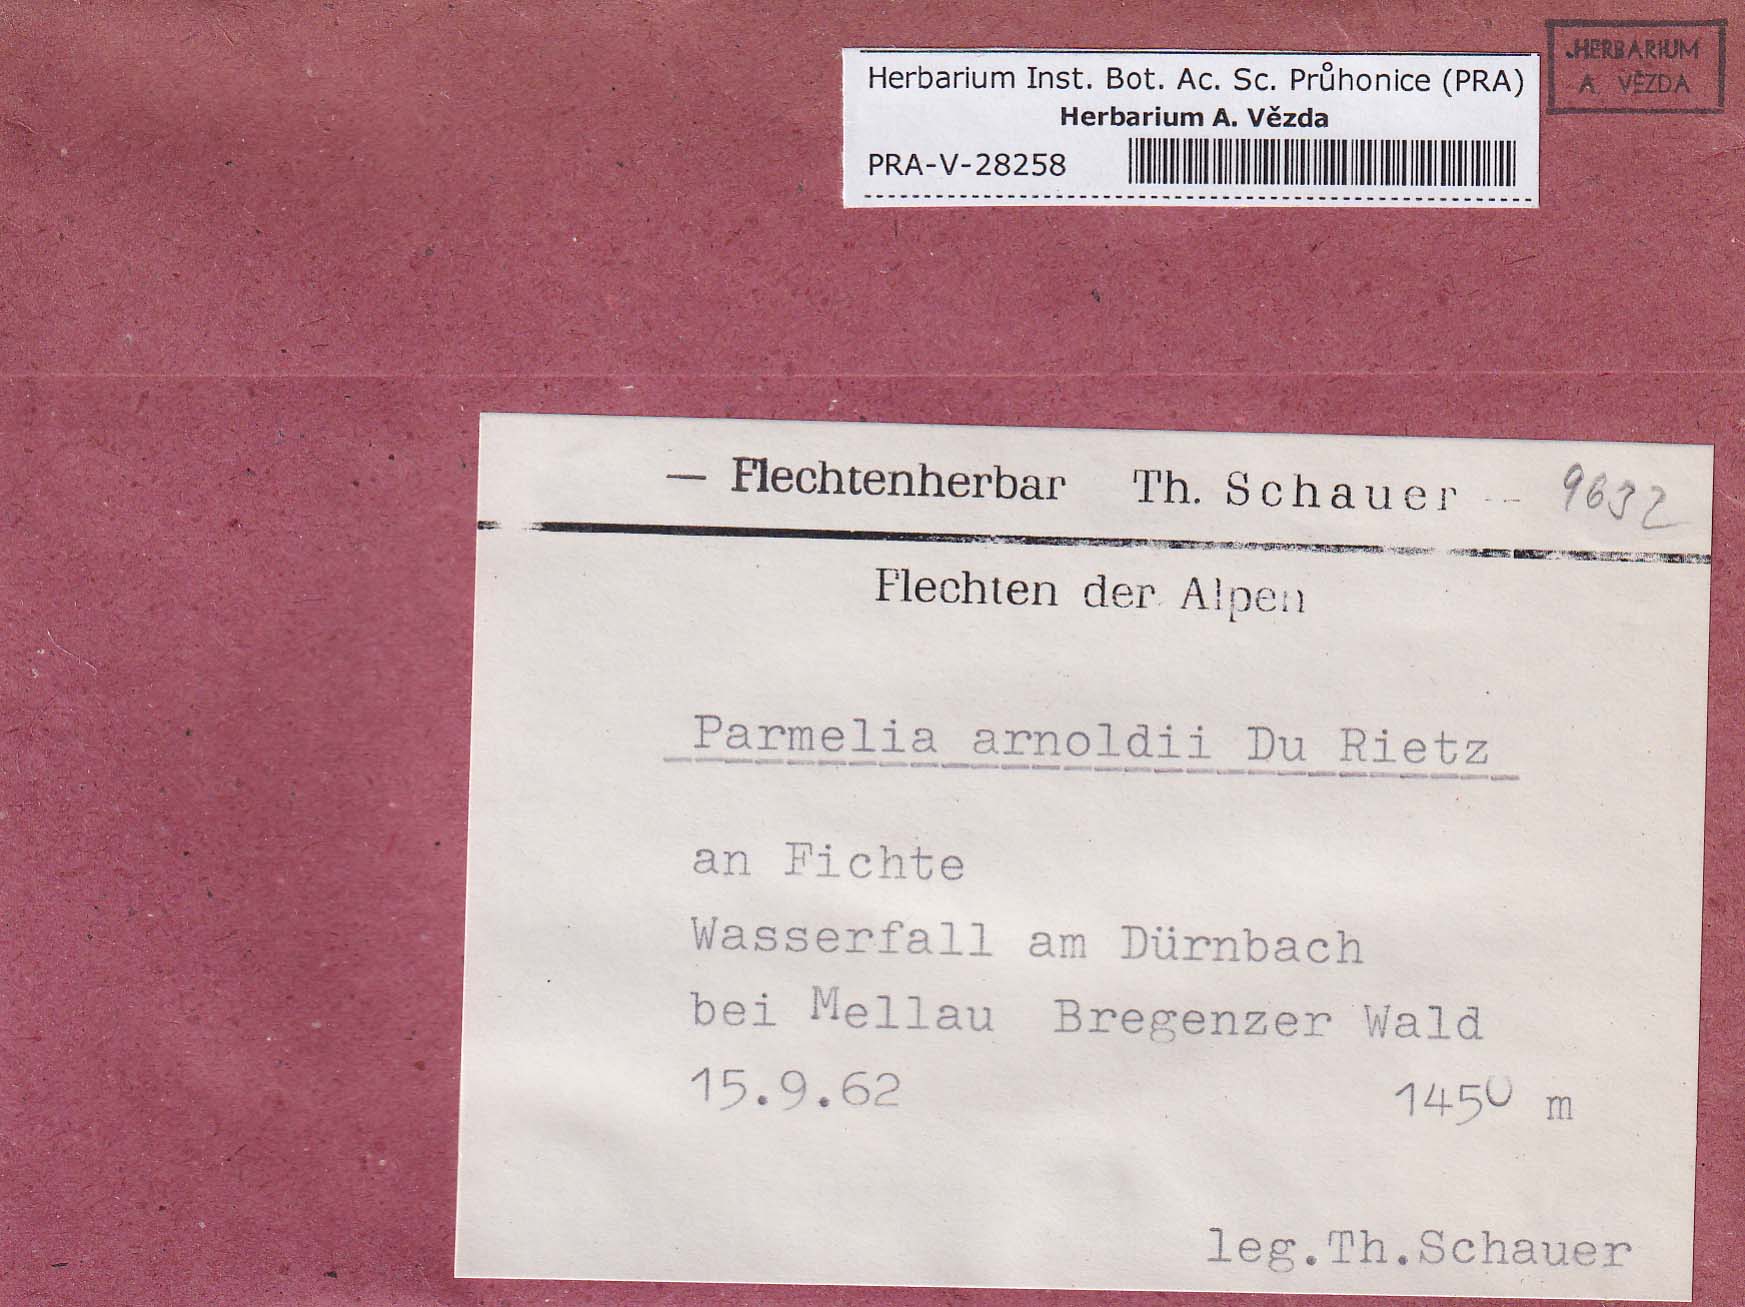 HERBARIUM
A. VĚZDA
Herbarium Inst. Bot. Ac. Sc. Průhonice (PRA)
Herbarium A. Vězda
PRA-V-28258
— Flechtenherbar Th. Schauer — 9632
Flechten der Alpen
Parmelia arnoldii Du Rietz
an Fichte
Wasserfall am Dürnbach
bei Mellau Bregenzer Wald
15.9.62 1450 m
leg.Th.Schauer